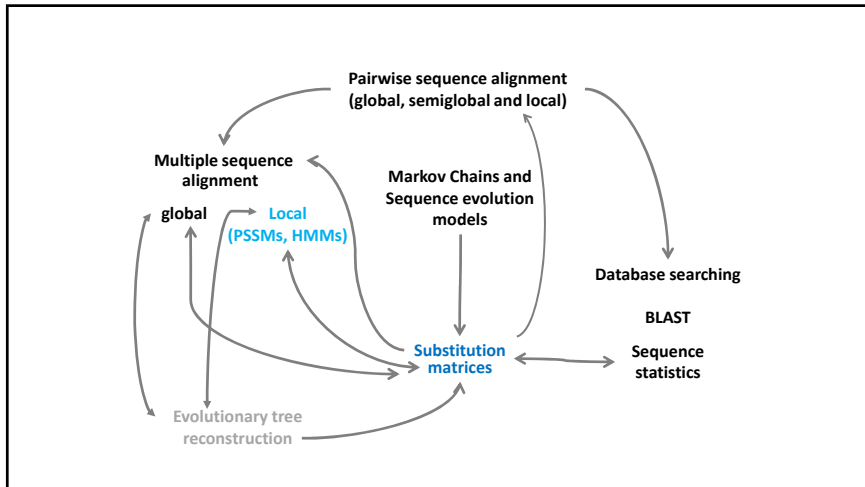 Pairwise sequence alignment
(global, semiglobal and local)
Multiple sequence
alignment
global
Local
(PSSMs, HMMs)
Markov Chains and
Sequence evolution
models
Database searching
BLAST
Sequence
statistics
Substitution
matrices
Evolutionary tree
reconstruction